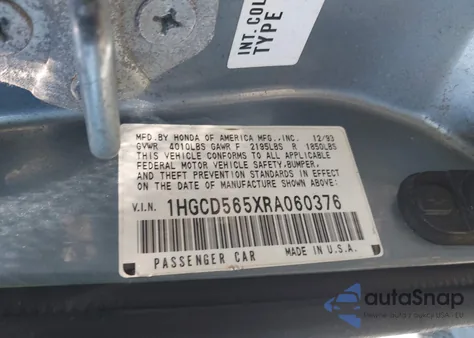 INT. COL
TYPE
MFD. BY HONDA OF AMERICA MFG., INC. 12/93
GVWR 4010LBS GAWR F 2195LBS R 1850LBS
THIS VEHICLE CONFORMS TO ALL APPLICABLE
FEDERAL MOTOR VEHICLE SAFETY, BUMPER,
AND THEFT PREVENTION STANDARDS IN EFFECT
ON THE DATE OF MANUFACTURE SHOWN ABOVE.
V.I.N. 1HGCD565XRA060376
PASSENGER CAR MADE IN U.S.A.
autoSnap